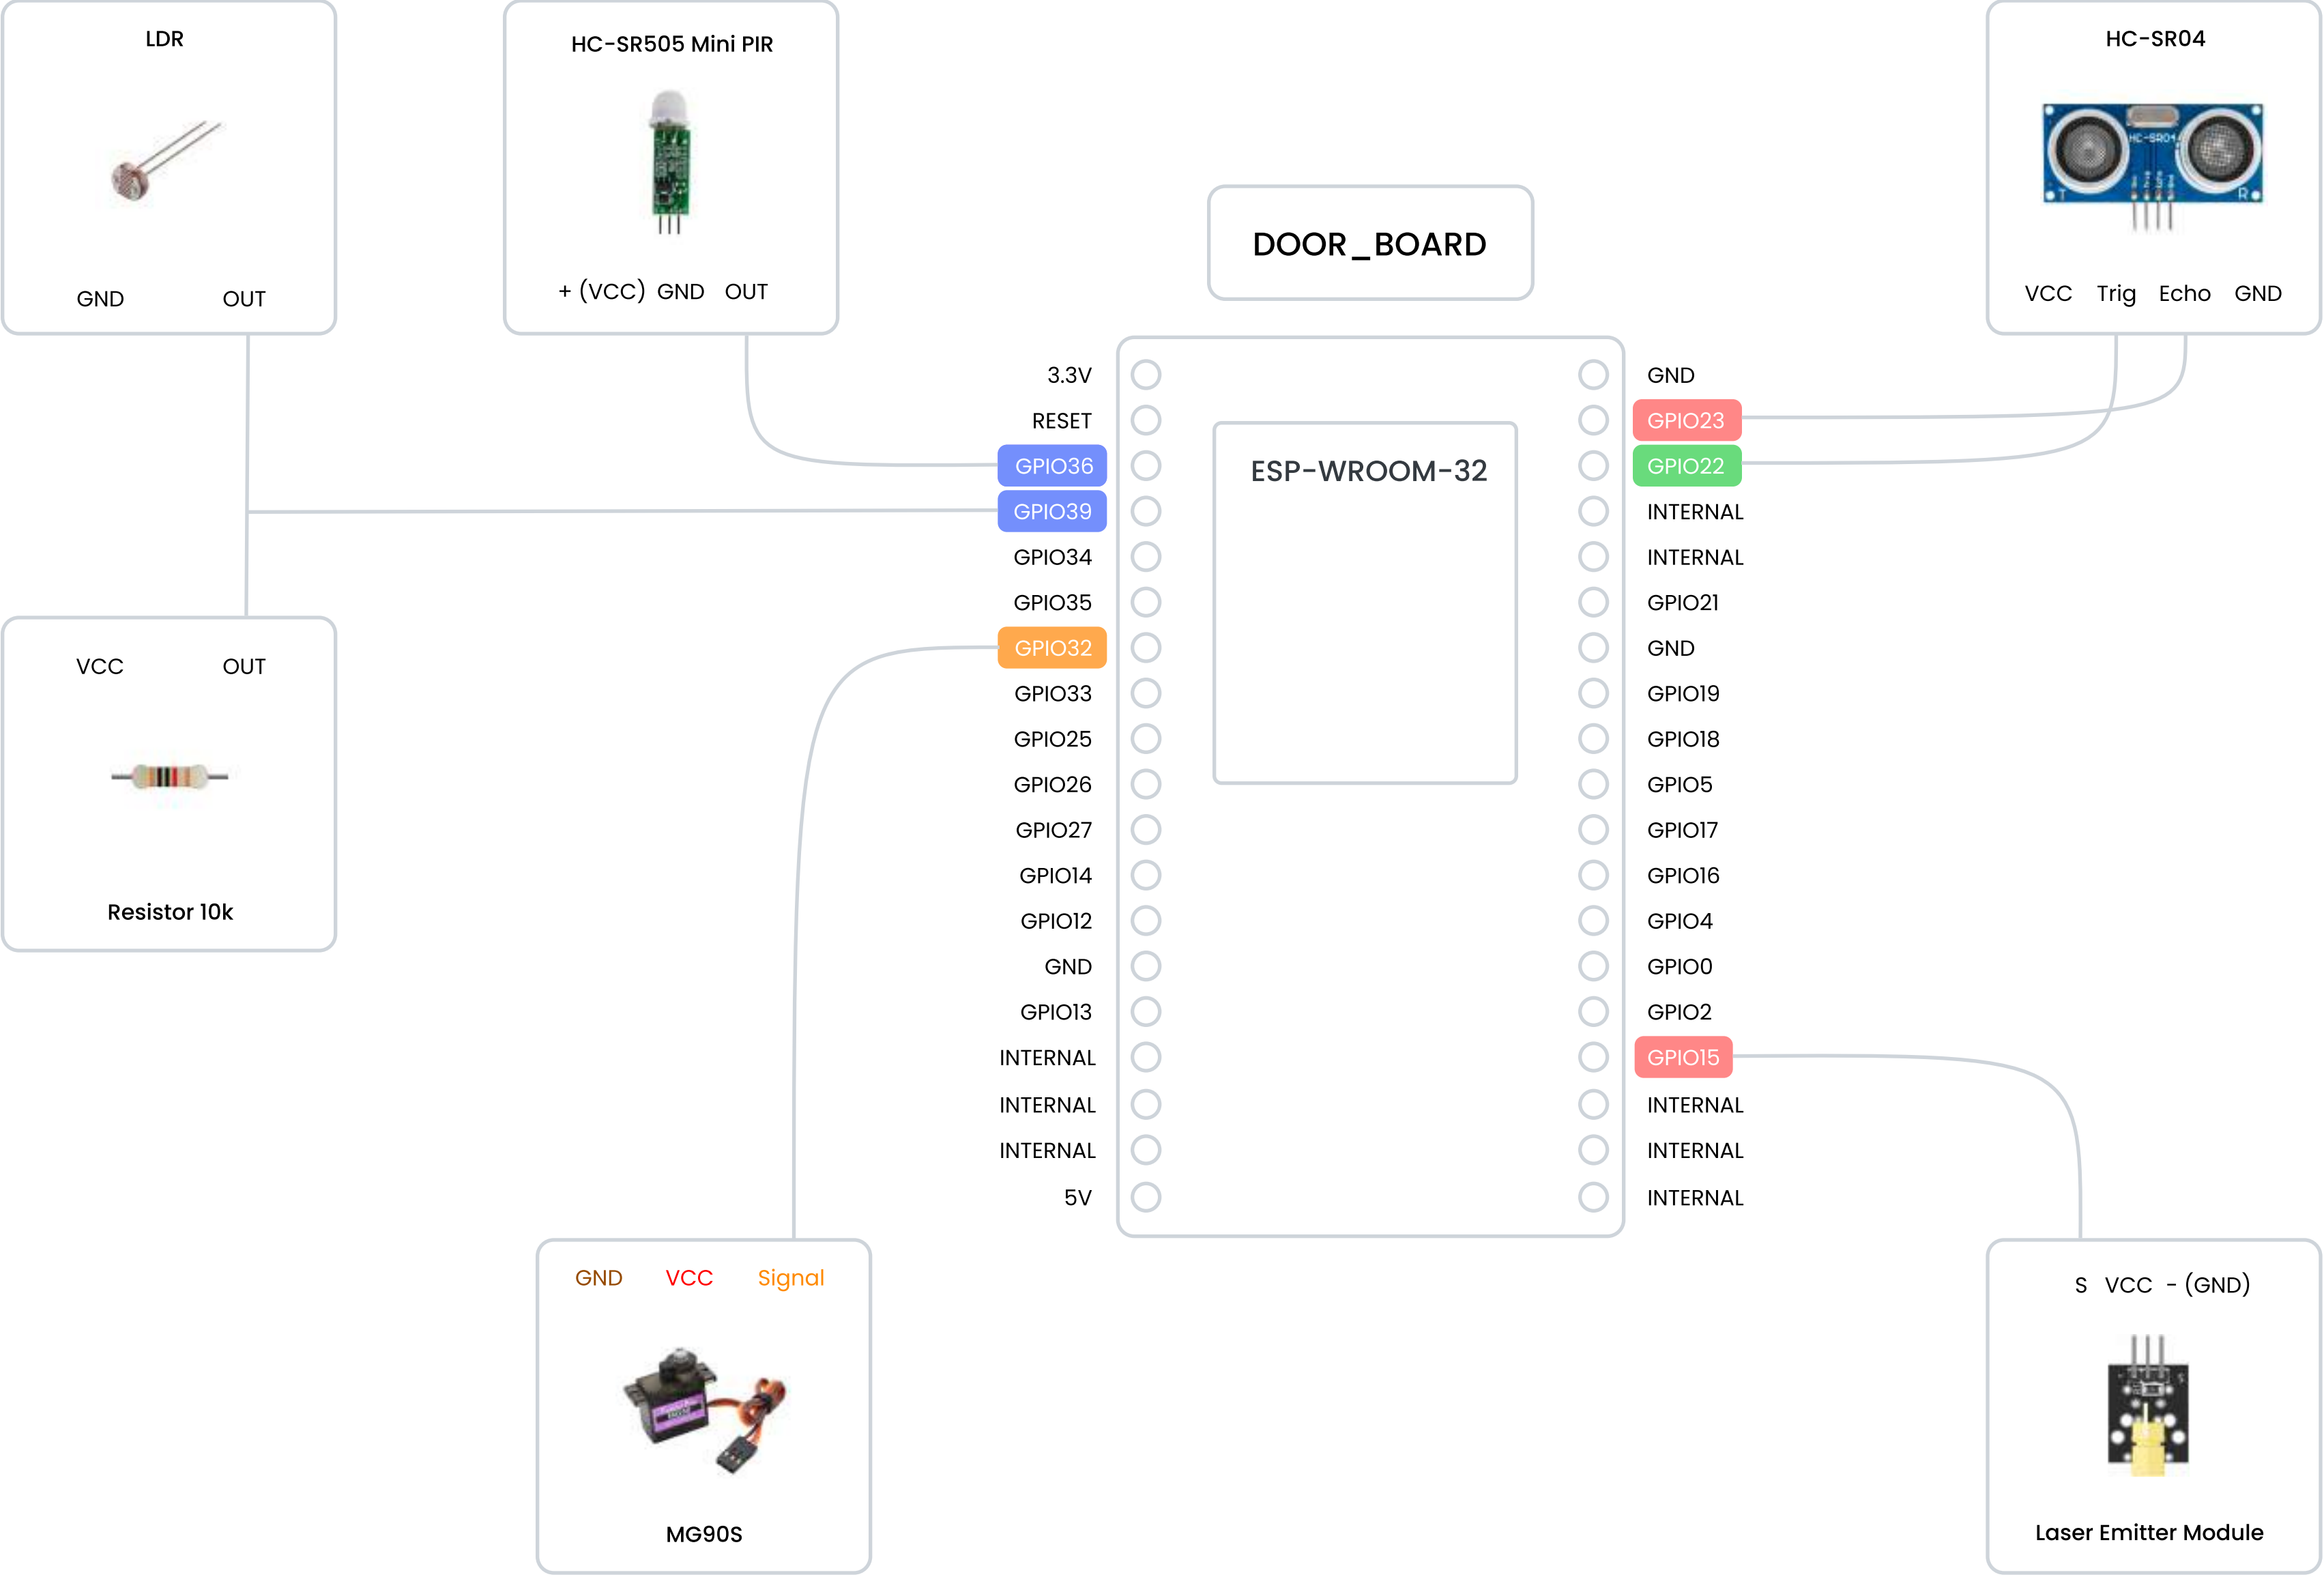 LDR
GND OUT
HC-SR505 Mini PIR
+ (VCC) GND OUT
HC-SR04
HC-SR04
T R
VCC Trig Echo GND
DOOR_BOARD
ESP-WROOM-32
3.3V
RESET
GPIO36
GPIO39
GPIO34
GPIO35
GPIO32
GPIO33
GPIO25
GPIO26
GPIO27
GPIO14
GPIO12
GND
GPIO13
INTERNAL
INTERNAL
INTERNAL
5V
GND
GPIO23
GPIO22
INTERNAL
INTERNAL
GPIO21
GND
GPIO19
GPIO18
GPIO5
GPIO17
GPIO16
GPIO4
GPIO0
GPIO2
GPIO15
INTERNAL
INTERNAL
INTERNAL
VCC OUT
Resistor 10k
GND VCC Signal
MG90S
S VCC - (GND)
Laser Emitter Module